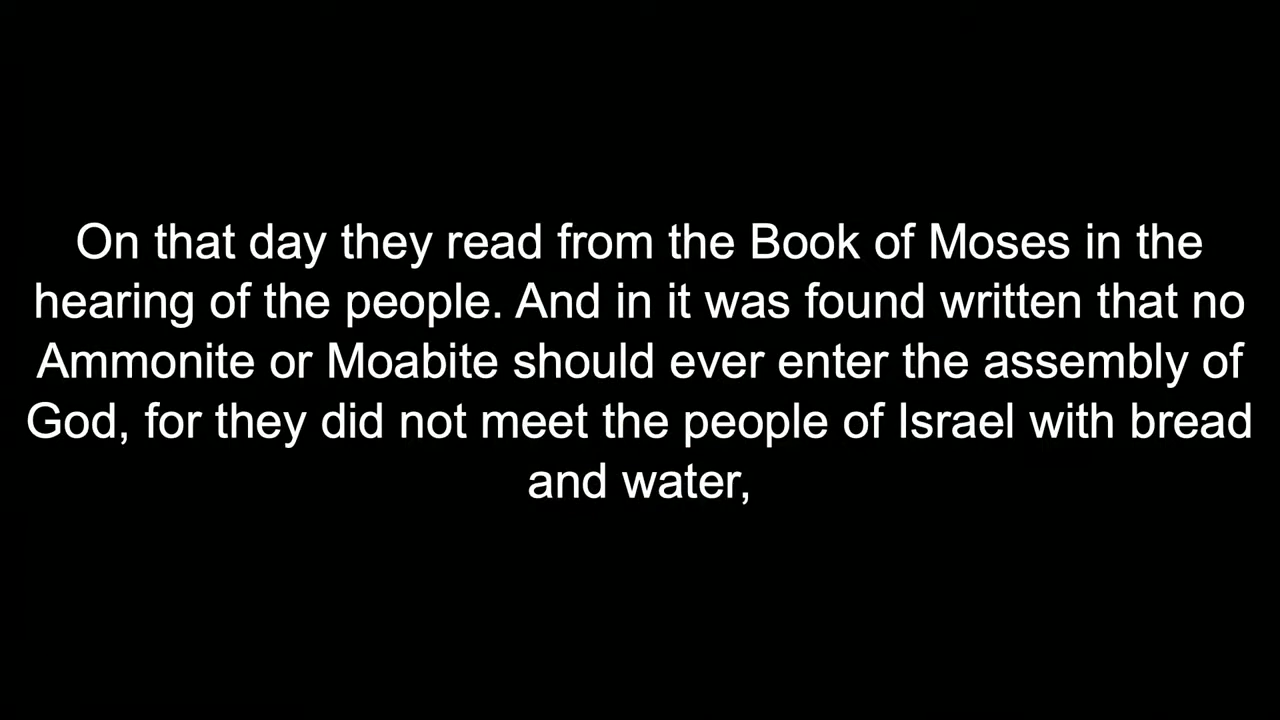 On that day they read from the Book of Moses in the
hearing of the people. And in it was found written that no
Ammonite or Moabite should ever enter the assembly of
God, for they did not meet the people of Israel with bread
and water,